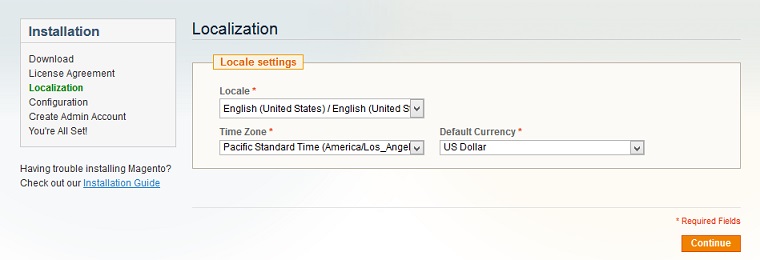 Installation
Download
License Agreement
Localization
Configuration
Create Admin Account
You're All Set!
Having trouble installing Magento?
Check out our Installation Guide
Localization
Locale settings
Locale *
English (United States) / English (United S
Time Zone * Default Currency *
Pacific Standard Time (America/Los_Angel US Dollar
* Required Fields
Continue